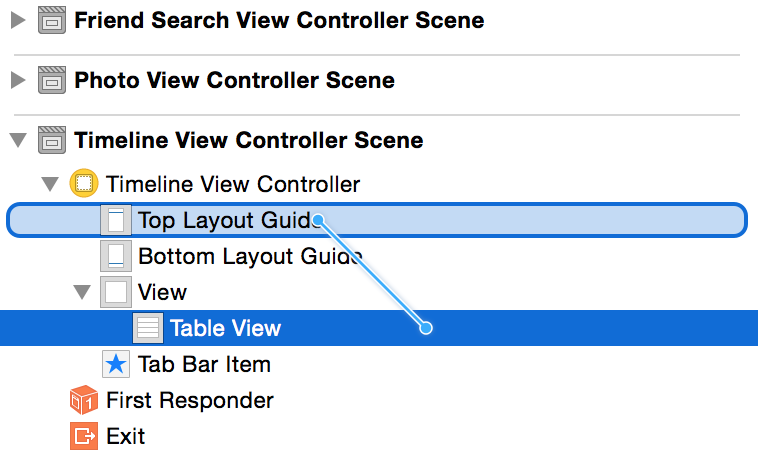 Friend Search View Controller Scene
Photo View Controller Scene
Timeline View Controller Scene
Timeline View Controller
Top Layout Guide
Bottom Layout Guide
View
Table View
Tab Bar Item
First Responder
Exit